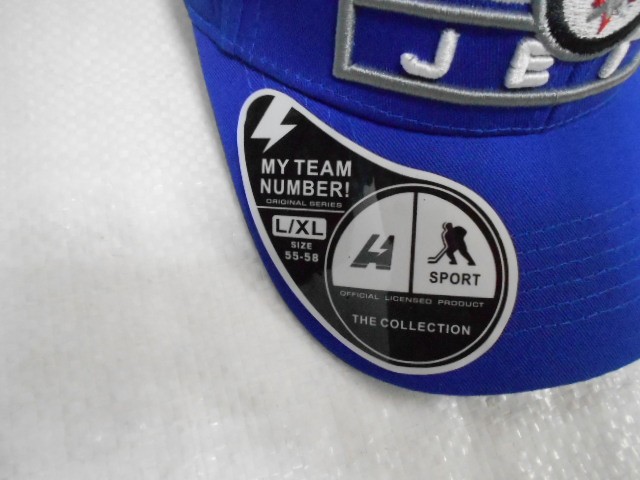 JET
MY TEAM
NUMBER!
ORIGINAL SERIES
L/XL
SIZE
55-58
SPORT
OFFICIAL LICENSED PRODUCT
THE COLLECTION